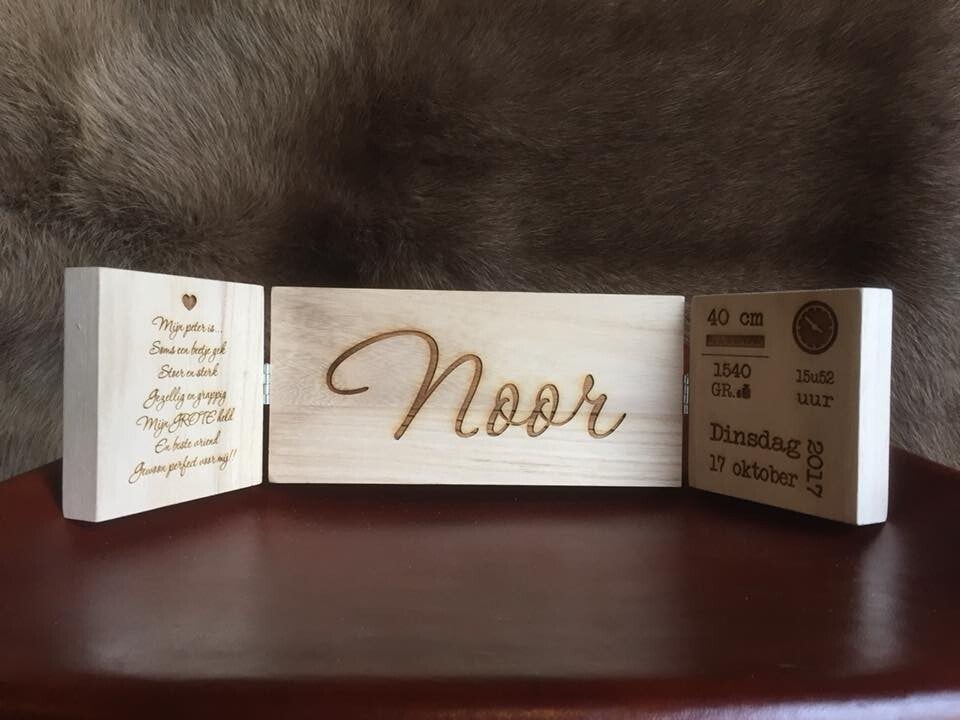 Mijn peter is...
Soms een beetje gek
Stoer en sterk
Gezellig en grappig
Mijn GROTE held
En beste vriend
Gewoon perfect voor mij!!
Noor
40 cm
1540
GR.
15u52
uur
Dinsdag
17 oktober
2017